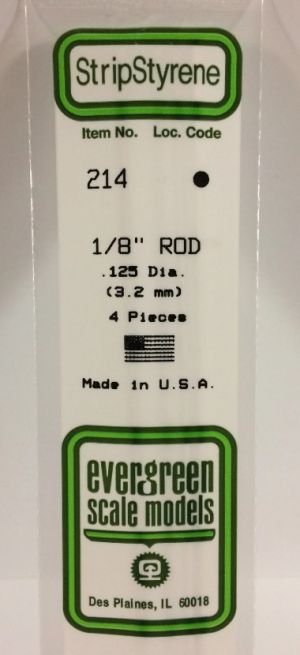 StripStyrene
Item No. Loc. Code
214 ●
1/8" ROD
.125 Dia.
(3.2 mm)
4 Pieces
Made in U.S.A.
evergreen
scale models
Des Plaines, IL 60018